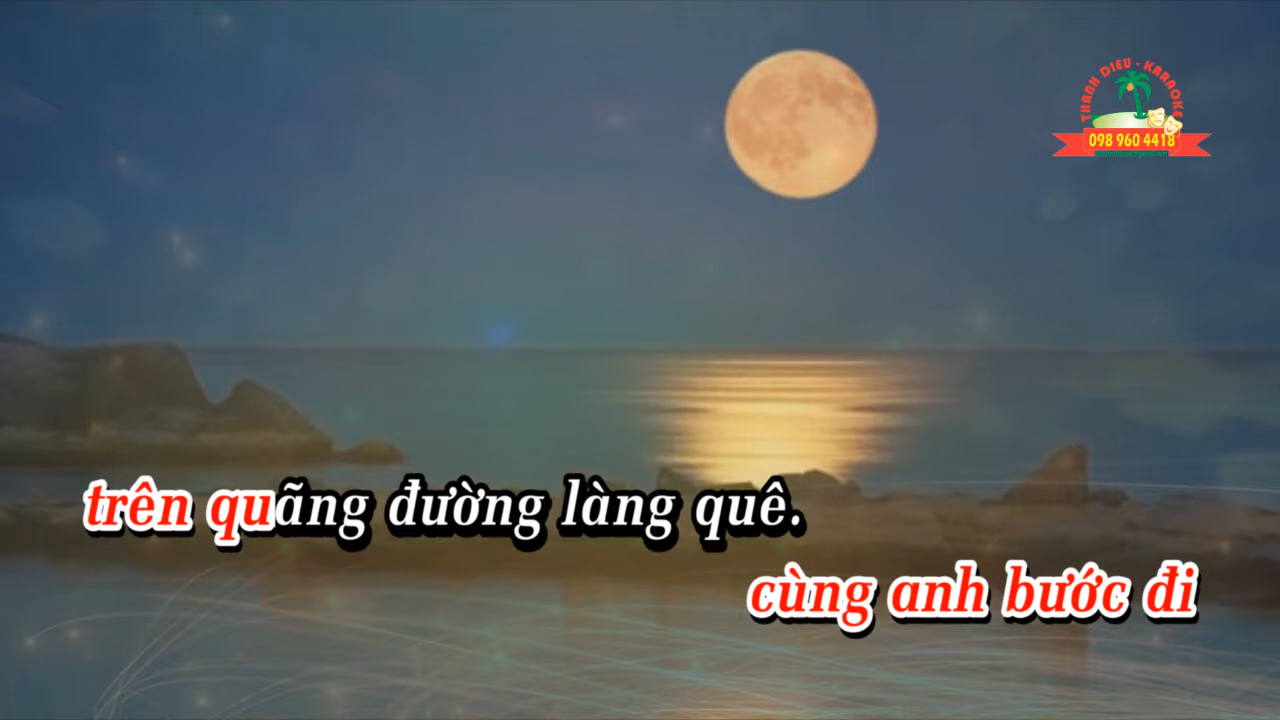 THANH DIEU - KARAOKE
098 960 4418
trên quãng đường làng quê.
cùng anh bước đi